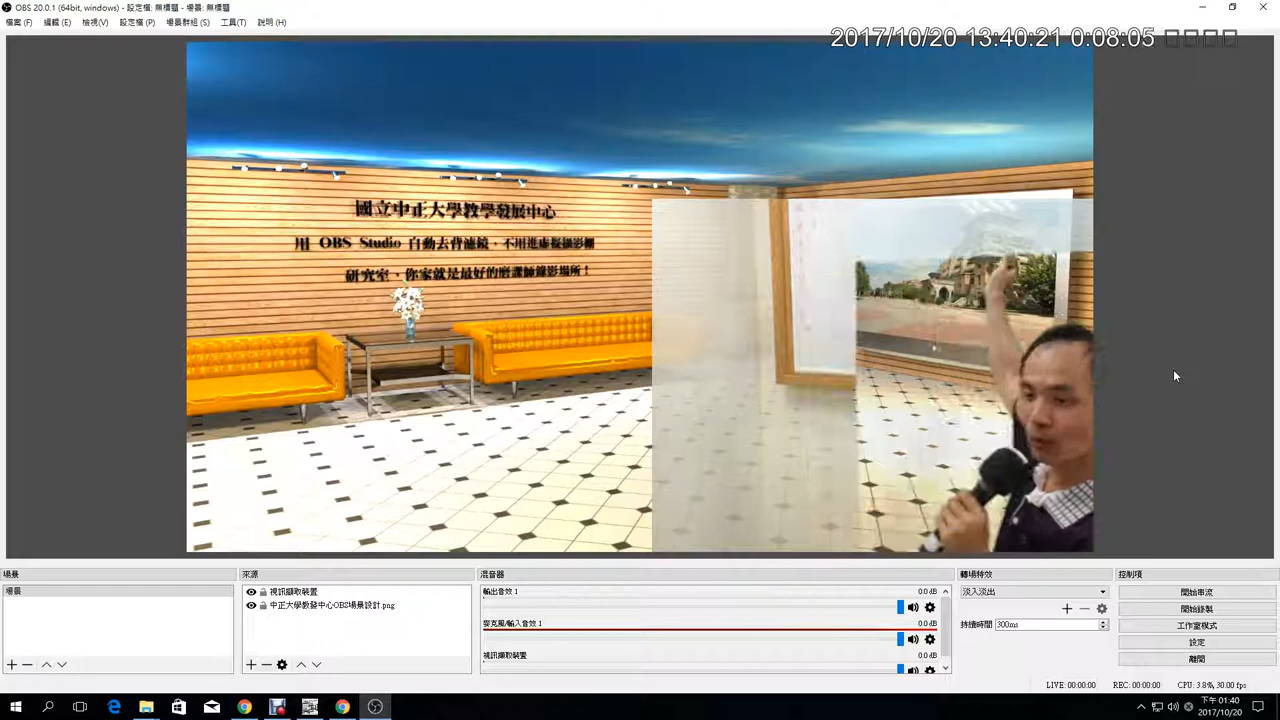 OBS 20.0.1 (64bit, windows) - 設定檔: 無標題 - 場景: 無標題
檔案 (F) 編輯 (E) 檢視(V) 設定檔 (P) 場景群組 (S) 工具(T) 說明 (H)
2017/10/20 13:40:21 0:08:05
國立中正大學教學發展中心
用 OBS Studio 自動去背濾鏡，不用進虛擬攝影棚
研究室、你家就是最好的磨課師錄影場所！
場景 來源 混音器 轉場特效 控制項
場景
視訊擷取裝置
中正大學教發中心OBS場景設計.png
輸出音效 1 0.0 dB
麥克風/輸入音效 1 0.0 dB
視訊擷取裝置 0.0 dB
淡入淡出
持續時間 300ms
開始串流
開始錄製
工作室模式
設定
離開
LIVE: 00:00:00 REC: 00:00:00 CPU: 3.8%, 30.00 fps
下午 01:40
2017/10/20